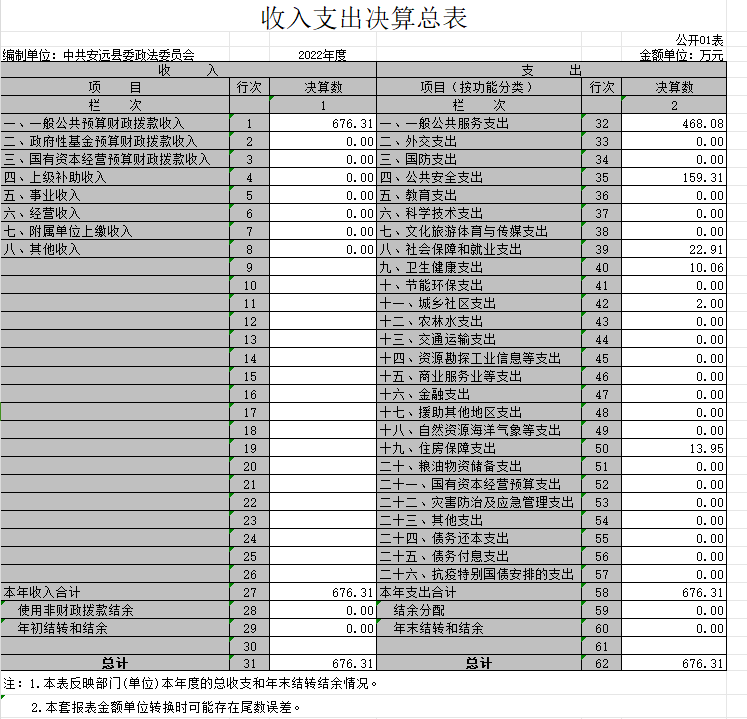 收入支出决算总表
公开01表
编制单位：中共安远县委政法委员会 2022年度 金额单位：万元
收 入 支 出
项 目 行次 决算数 项目（按功能分类） 行次 决算数
栏 次 1 栏 次 2
一、一般公共预算财政拨款收入 1 676.31 一、一般公共服务支出 32 468.08
二、政府性基金预算财政拨款收入 2 0.00 二、外交支出 33 0.00
三、国有资本经营预算财政拨款收入 3 0.00 三、国防支出 34 0.00
四、上级补助收入 4 0.00 四、公共安全支出 35 159.31
五、事业收入 5 0.00 五、教育支出 36 0.00
六、经营收入 6 0.00 六、科学技术支出 37 0.00
七、附属单位上缴收入 7 0.00 七、文化旅游体育与传媒支出 38 0.00
八、其他收入 8 0.00 八、社会保障和就业支出 39 22.91
9 九、卫生健康支出 40 10.06
10 十、节能环保支出 41 0.00
11 十一、城乡社区支出 42 2.00
12 十二、农林水支出 43 0.00
13 十三、交通运输支出 44 0.00
14 十四、资源勘探工业信息等支出 45 0.00
15 十五、商业服务业等支出 46 0.00
16 十六、金融支出 47 0.00
17 十七、援助其他地区支出 48 0.00
18 十八、自然资源海洋气象等支出 49 0.00
19 十九、住房保障支出 50 13.95
20 二十、粮油物资储备支出 51 0.00
21 二十一、国有资本经营预算支出 52 0.00
22 二十二、灾害防治及应急管理支出 53 0.00
23 二十三、其他支出 54 0.00
24 二十四、债务还本支出 55 0.00
25 二十五、债务付息支出 56 0.00
26 二十六、抗疫特别国债安排的支出 57 0.00
本年收入合计 27 676.31 本年支出合计 58 676.31
使用非财政拨款结余 28 0.00 结余分配 59 0.00
年初结转和结余 29 0.00 年末结转和结余 60 0.00
30 61
总计 31 676.31 总计 62 676.31
注：1.本表反映部门(单位)本年度的总收支和年末结转结余情况。
2.本套报表金额单位转换时可能存在尾数误差。